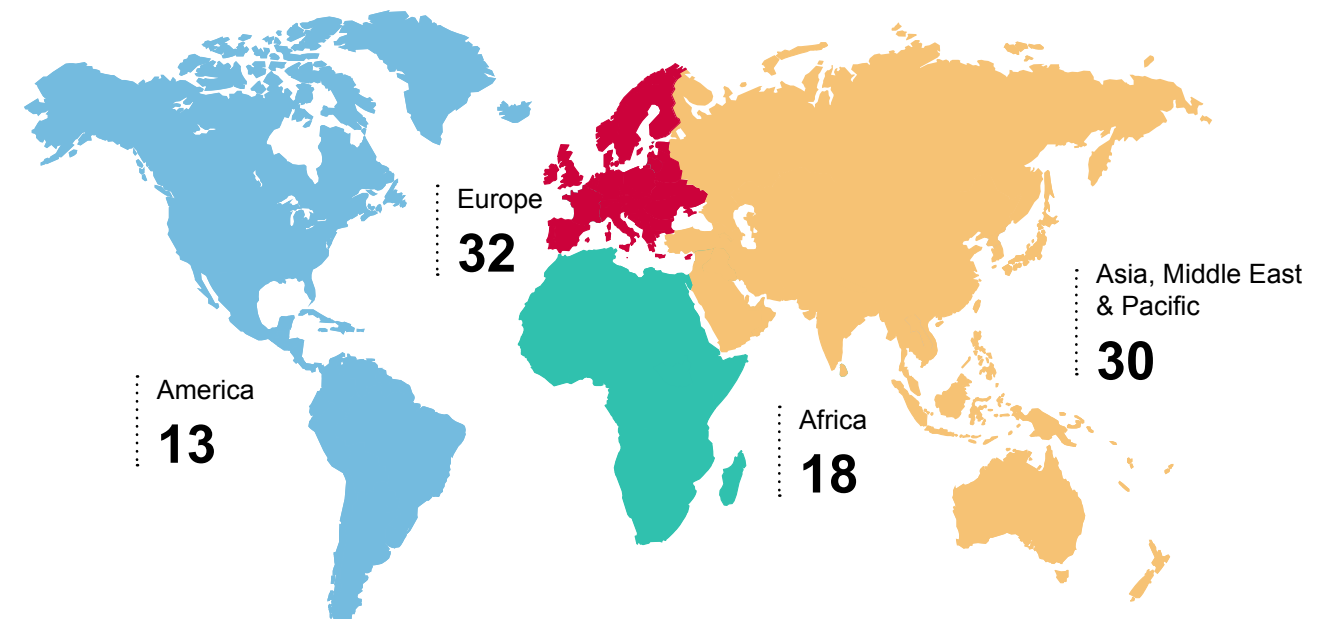 Europe
32
Asia, Middle East
& Pacific
30
America
13
Africa
18